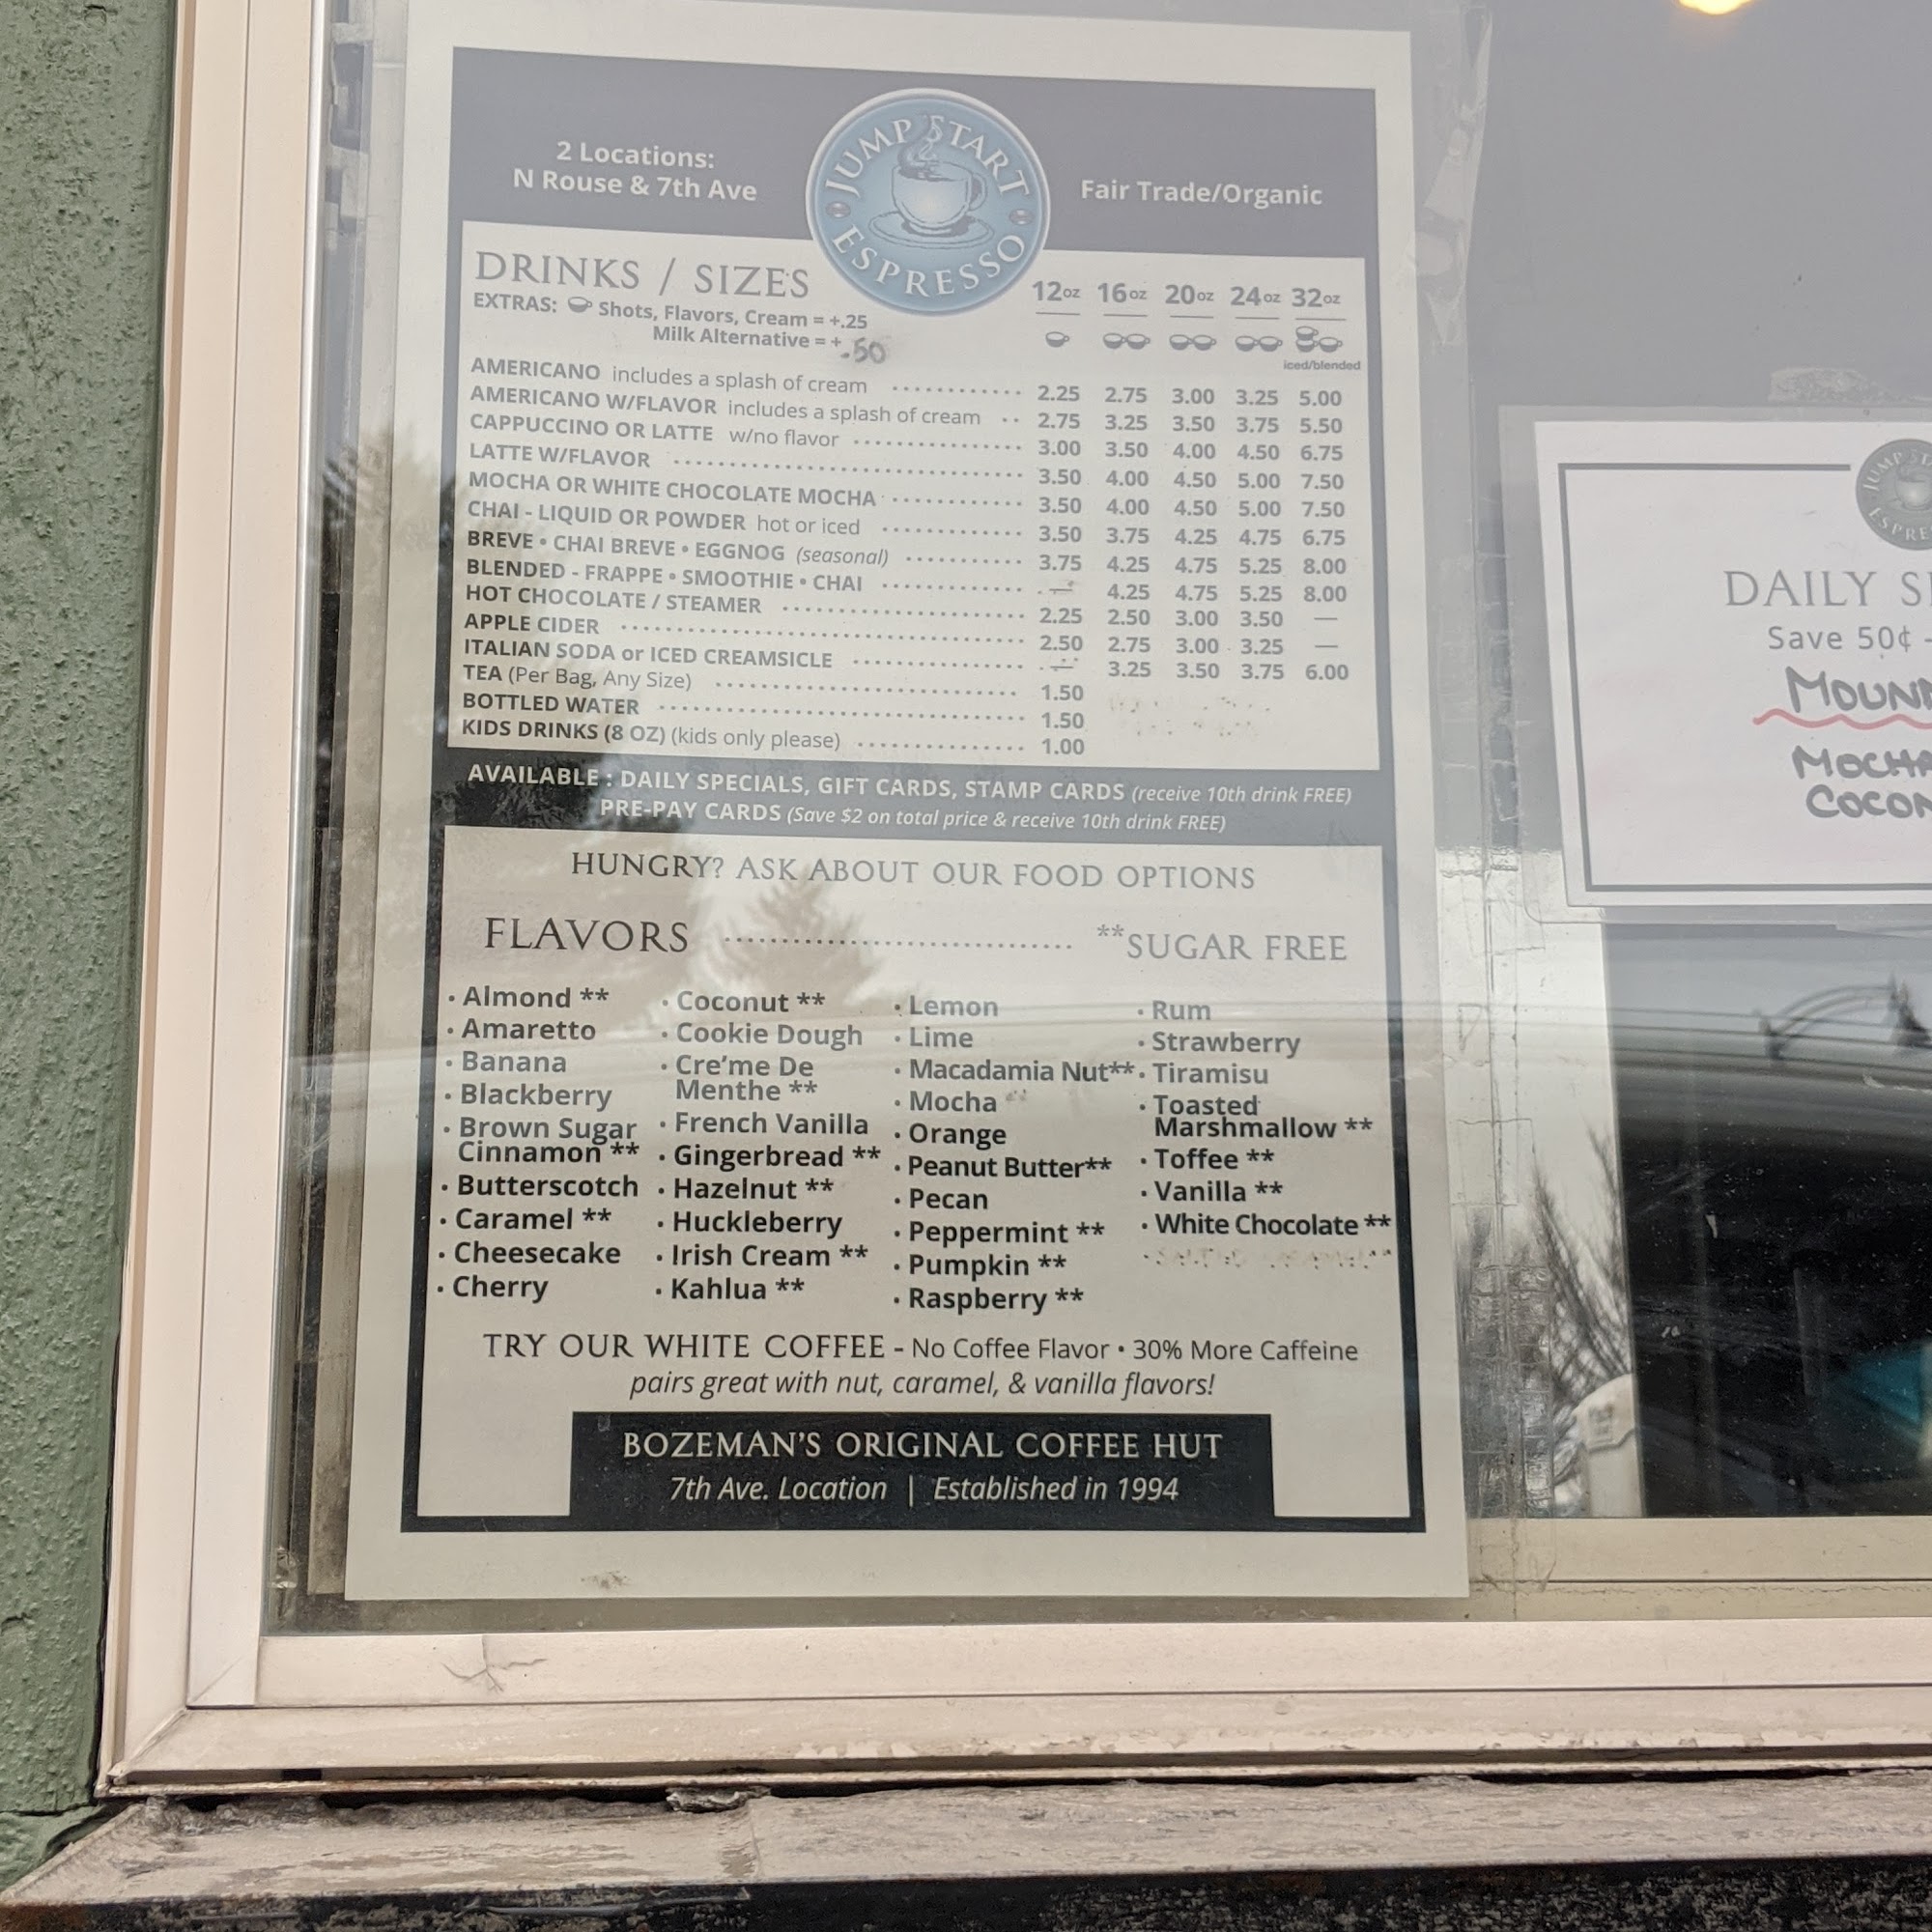 2 Locations:
N Rouse & 7th Ave
JUMP START
ESPRESSO
Fair Trade/Organic
DRINKS / SIZES
EXTRAS: Shots, Flavors, Cream = +.25
Milk Alternative = + .50
12oz 16oz 20oz 24oz 32oz
iced/blended
AMERICANO includes a splash of cream ............ 2.25 2.75 3.00 3.25 5.00
AMERICANO W/FLAVOR includes a splash of cream .. 2.75 3.25 3.50 3.75 5.50
CAPPUCCINO OR LATTE w/no flavor ................ 3.00 3.50 4.00 4.50 6.75
LATTE W/FLAVOR ................................ 3.50 4.00 4.50 5.00 7.50
MOCHA OR WHITE CHOCOLATE MOCHA ............ 3.50 4.00 4.50 5.00 7.50
CHAI - LIQUID OR POWDER hot or iced ............ 3.50 3.75 4.25 4.75 6.75
BREVE • CHAI BREVE • EGGNOG (seasonal) ........... 3.75 4.25 4.75 5.25 8.00
BLENDED - FRAPPE • SMOOTHIE • CHAI ............. — 4.25 4.75 5.25 8.00
HOT CHOCOLATE / STEAMER ...................... 2.25 2.50 3.00 3.50 —
APPLE CIDER ..................................... 2.50 2.75 3.00 3.25 —
ITALIAN SODA or ICED CREAMSICLE ................ — 3.25 3.50 3.75 6.00
TEA (Per Bag, Any Size) ............................ 1.50
BOTTLED WATER ................................. 1.50
KIDS DRINKS (8 OZ) (kids only please) ............... 1.00
AVAILABLE : DAILY SPECIALS, GIFT CARDS, STAMP CARDS (receive 10th drink FREE)
PRE-PAY CARDS (Save $2 on total price & receive 10th drink FREE)
HUNGRY? ASK ABOUT OUR FOOD OPTIONS
FLAVORS ................................ **SUGAR FREE
• Almond **
• Amaretto
• Banana
• Blackberry
• Brown Sugar
Cinnamon **
• Butterscotch
• Caramel **
• Cheesecake
• Cherry
• Coconut **
• Cookie Dough
• Cre'me De
Menthe **
• French Vanilla
• Gingerbread **
• Hazelnut **
• Huckleberry
• Irish Cream **
• Kahlua **
• Lemon
• Lime
• Macadamia Nut**
• Mocha
• Orange
• Peanut Butter**
• Pecan
• Peppermint **
• Pumpkin **
• Raspberry **
• Rum
• Strawberry
• Tiramisu
• Toasted
Marshmallow **
• Toffee **
• Vanilla **
• White Chocolate **
TRY OUR WHITE COFFEE - No Coffee Flavor • 30% More Caffeine
pairs great with nut, caramel, & vanilla flavors!
BOZEMAN'S ORIGINAL COFFEE HUT
7th Ave. Location | Established in 1994
JUMP ST
ESPRE
DAILY S
Save 50¢ -
MOUN
MOCHA
COCON